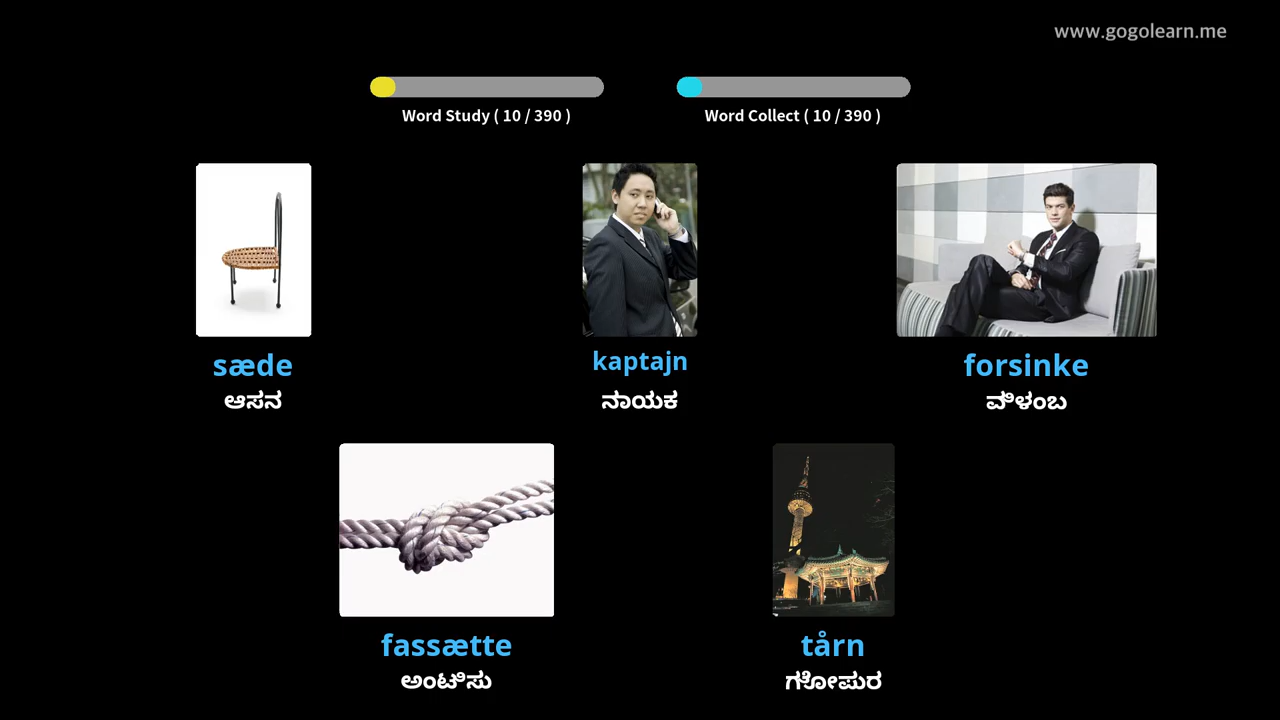 www.gogolearn.me
Word Study ( 10 / 390 )
Word Collect ( 10 / 390 )
sæde
ಆಸನ
kaptajn
ನಾಯಕ
forsinke
ವಿಳಂಬ
fassætte
ಅಂಟಿಸು
tårn
ಗೋಪುರ